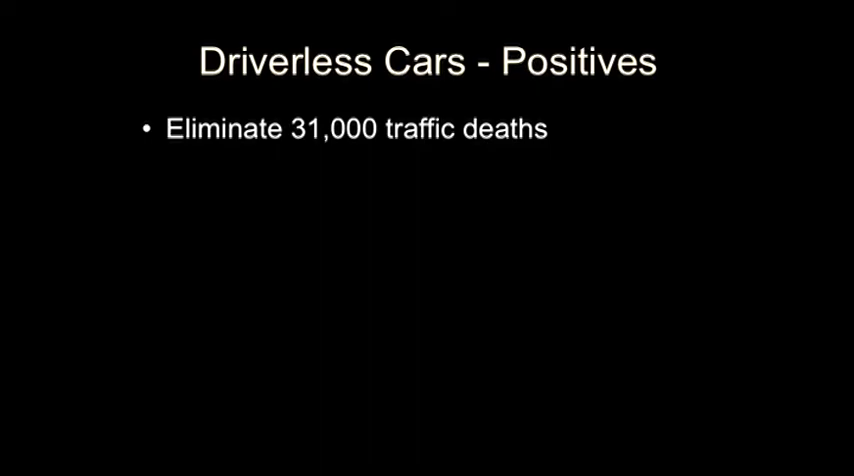 Driverless Cars - Positives
• Eliminate 31,000 traffic deaths